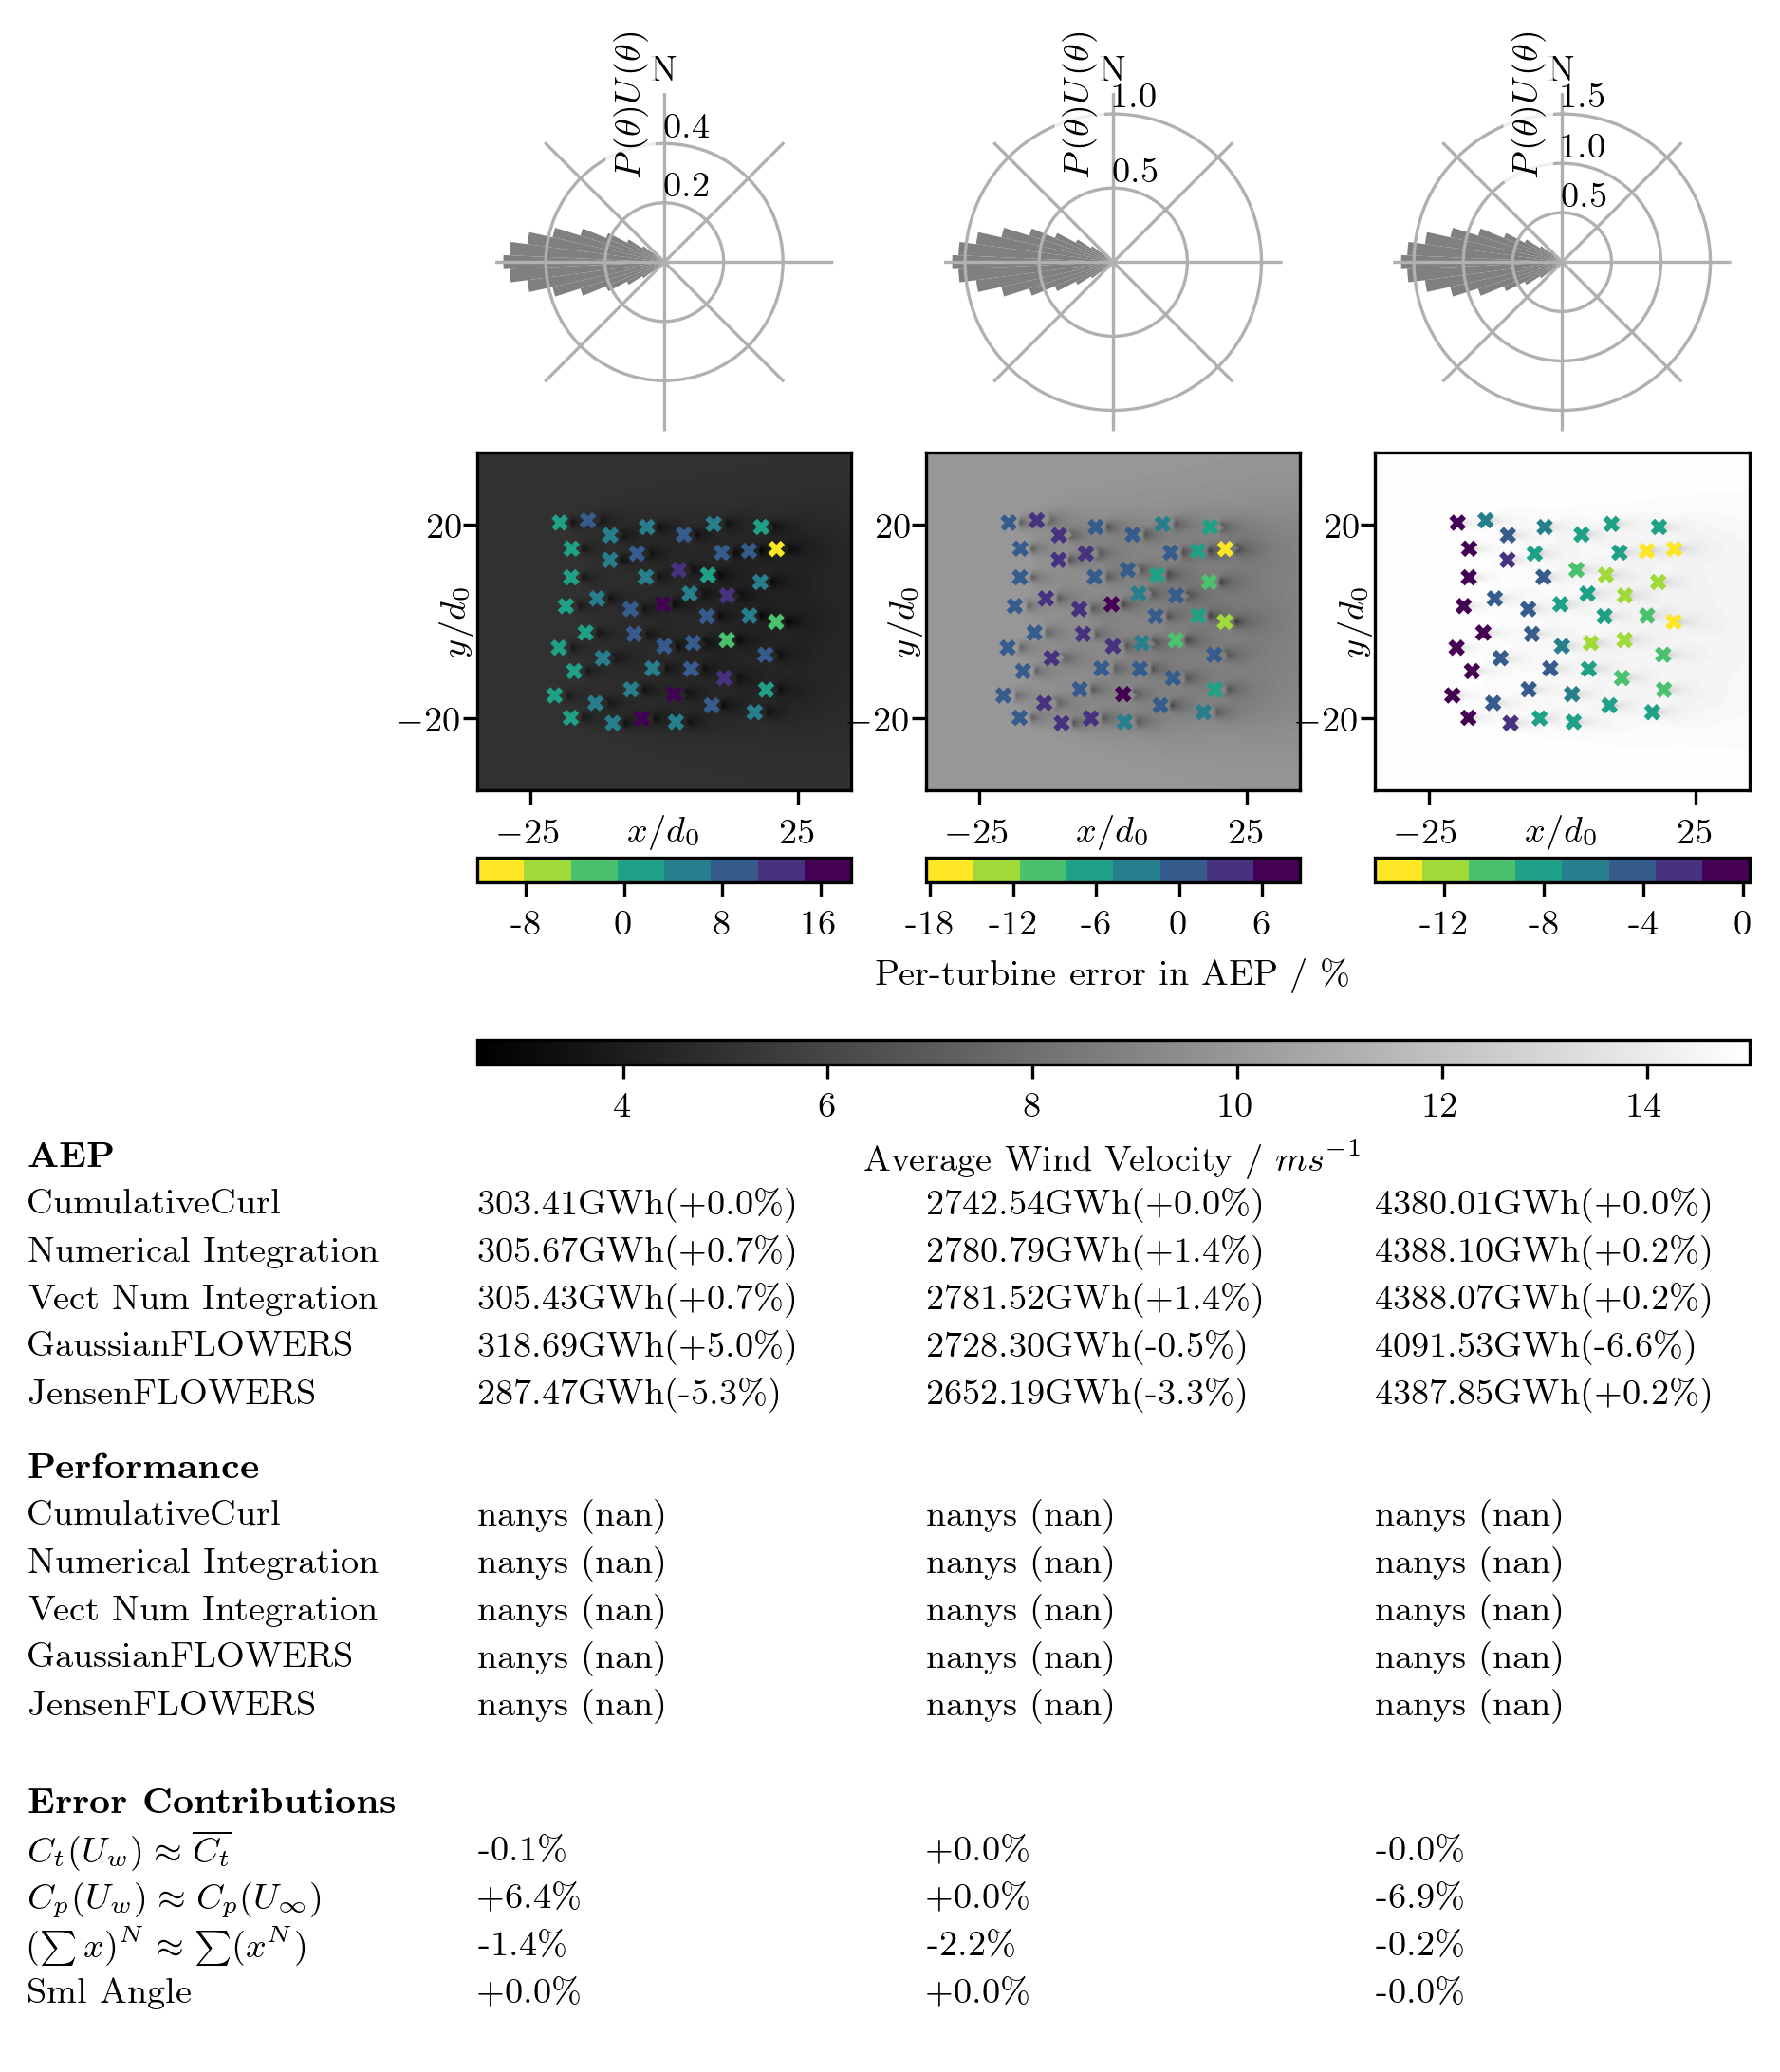 N N N
P(θ)U(θ) P(θ)U(θ) P(θ)U(θ)
0.4 1.0 1.5
0.2 0.5 1.0
0.5
20 20 20
y/d₀ y/d₀ y/d₀
−20 −20 −20
−25 x/d₀ 25 −25 x/d₀ 25 −25 x/d₀ 25
-8 0 8 16 -18 -12 -6 0 6 -12 -8 -4 0
Per-turbine error in AEP / %
4 6 8 10 12 14
Average Wind Velocity / ms⁻¹
AEP
CumulativeCurl 303.41GWh(+0.0%) 2742.54GWh(+0.0%) 4380.01GWh(+0.0%)
Numerical Integration 305.67GWh(+0.7%) 2780.79GWh(+1.4%) 4388.10GWh(+0.2%)
Vect Num Integration 305.43GWh(+0.7%) 2781.52GWh(+1.4%) 4388.07GWh(+0.2%)
GaussianFLOWERS 318.69GWh(+5.0%) 2728.30GWh(-0.5%) 4091.53GWh(-6.6%)
JensenFLOWERS 287.47GWh(-5.3%) 2652.19GWh(-3.3%) 4387.85GWh(+0.2%)
Performance
CumulativeCurl nanys (nan) nanys (nan) nanys (nan)
Numerical Integration nanys (nan) nanys (nan) nanys (nan)
Vect Num Integration nanys (nan) nanys (nan) nanys (nan)
GaussianFLOWERS nanys (nan) nanys (nan) nanys (nan)
JensenFLOWERS nanys (nan) nanys (nan) nanys (nan)
Error Contributions
Cₜ(U_w) ≈ C̅ₜ -0.1% +0.0% -0.0%
Cₚ(U_w) ≈ Cₚ(U∞) +6.4% +0.0% -6.9%
(∑x)ᴺ ≈ ∑(xᴺ) -1.4% -2.2% -0.2%
Sml Angle +0.0% +0.0% -0.0%